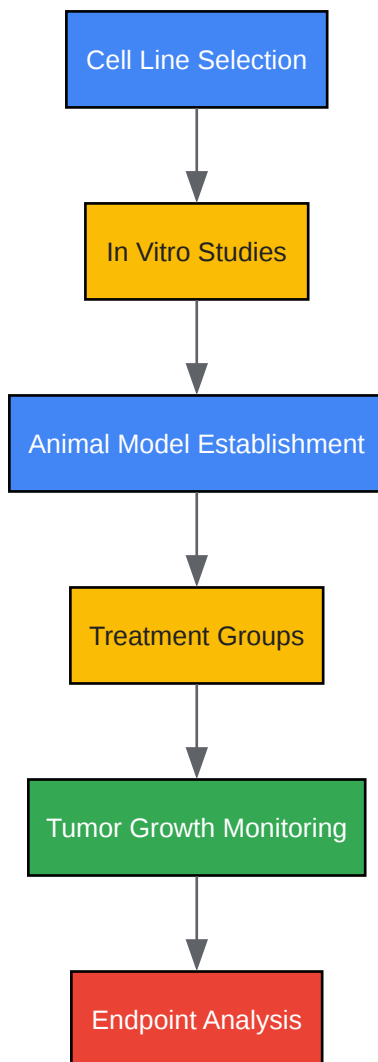 Cell Line Selection
In Vitro Studies
Animal Model Establishment
Treatment Groups
Tumor Growth Monitoring
Endpoint Analysis